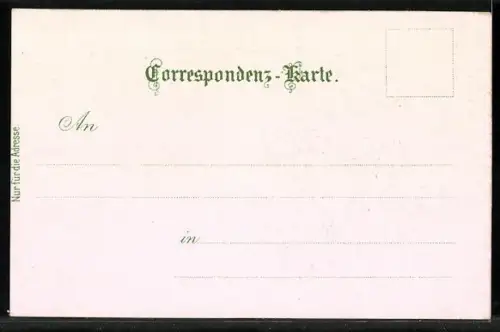 Correspondenz-Karte.
An
in
Nur für die Adresse